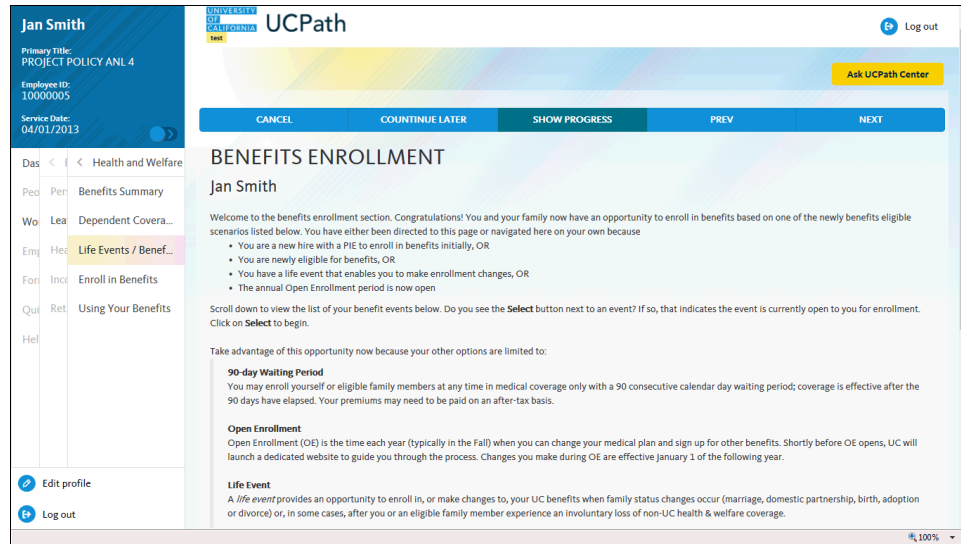 Jan Smith
Primary Title:
PROJECT POLICY ANL 4
Employee ID:
10000005
Service Date:
04/01/2013
Das
Peo
Wo
Emp
For
Qui
Hel
Per
Lea
Hea
Inco
Ret
Health and Welfare
Benefits Summary
Dependent Covera...
Life Events / Benef...
Enroll in Benefits
Using Your Benefits
Edit profile
Log out
UNIVERSITY
OF
CALIFORNIA
test
UCPath
Log out
Ask UCPath Center
CANCEL
COUNTINUE LATER
SHOW PROGRESS
PREV
NEXT
BENEFITS ENROLLMENT
Jan Smith
Welcome to the benefits enrollment section. Congratulations! You and your family now have an opportunity to enroll in benefits based on one of the newly benefits eligible
scenarios listed below. You have either been directed to this page or navigated here on your own because
• You are a new hire with a PIE to enroll in benefits initially, OR
• You are newly eligible for benefits, OR
• You have a life event that enables you to make enrollment changes, OR
• The annual Open Enrollment period is now open
Scroll down to view the list of your benefit events below. Do you see the Select button next to an event? If so, that indicates the event is currently open to you for enrollment.
Click on Select to begin.
Take advantage of this opportunity now because your other options are limited to:
90-day Waiting Period
You may enroll yourself or eligible family members at any time in medical coverage only with a 90 consecutive calendar day waiting period; coverage is effective after the
90 days have elapsed. Your premiums may need to be paid on an after-tax basis.
Open Enrollment
Open Enrollment (OE) is the time each year (typically in the Fall) when you can change your medical plan and sign up for other benefits. Shortly before OE opens, UC will
launch a dedicated website to guide you through the process. Changes you make during OE are effective January 1 of the following year.
Life Event
A life event provides an opportunity to enroll in, or make changes to, your UC benefits when family status changes occur (marriage, domestic partnership, birth, adoption
or divorce) or, in some cases, after you or an eligible family member experience an involuntary loss of non-UC health & welfare coverage.
100%